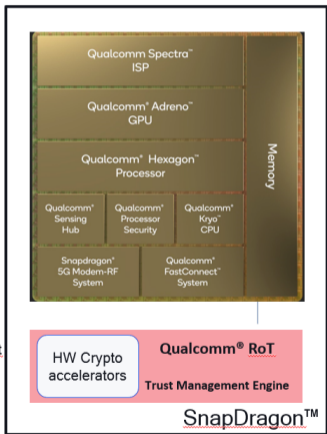 Qualcomm Spectra™
ISP
Qualcomm® Adreno™
GPU
Qualcomm® Hexagon™
Processor
Memory
Qualcomm®
Sensing
Hub
Qualcomm®
Processor
Security
Qualcomm®
Kryo™
CPU
Snapdragon®
5G Modem-RF
System
Qualcomm®
FastConnect™
System
HW Crypto
accelerators
Qualcomm® RoT
Trust Management Engine
SnapDragon™